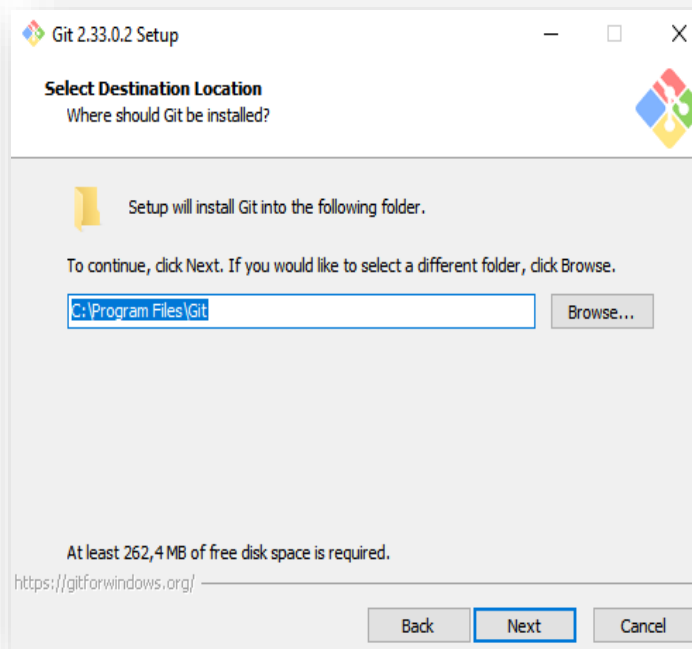 Git 2.33.0.2 Setup
Select Destination Location
Where should Git be installed?
Setup will install Git into the following folder.
To continue, click Next. If you would like to select a different folder, click Browse.
C:\Program Files\Git
Browse...
At least 262,4 MB of free disk space is required.
https://gitforwindows.org/
Back
Next
Cancel